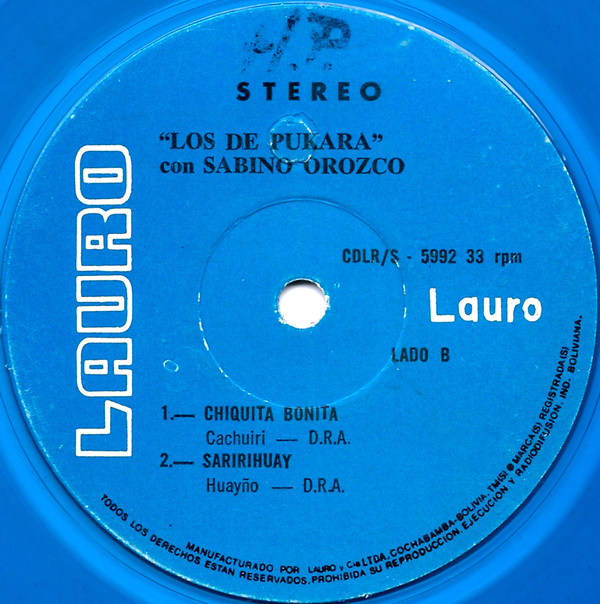 H.P.
STEREO
"LOS DE PUKARA"
con SABINO OROZCO
LAURO
CDLR/S - 5992 33 rpm
Lauro
LADO B
1.— CHIQUITA BONITA
Cachuiri — D.R.A.
2.— SARIRIHUAY
Huayño — D.R.A.
MANUFACTURADO POR LAURO y Cia LTDA. COCHABAMBA-BOLIVIA. TM(S) ® MARCA(S) REGISTRADA(S)
TODOS LOS DERECHOS ESTAN RESERVADOS. PROHIBIDA SU REPRODUCCION, EJECUCION Y RADIODIFUSION. IND. BOLIVIANA.